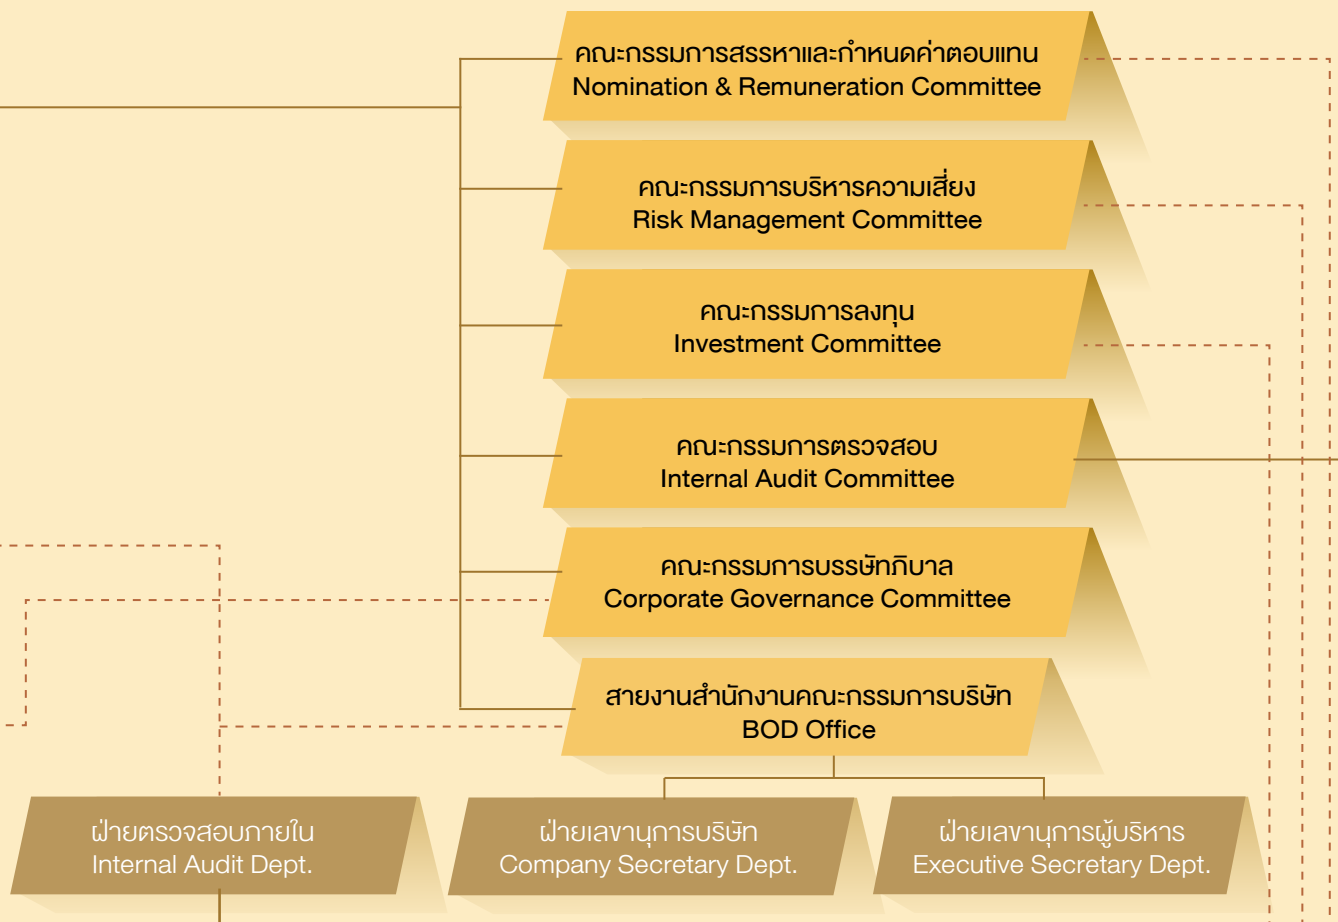 คณะกรรมการสรรหาและกำหนดค่าตอบแทน
Nomination & Remuneration Committee
คณะกรรมการบริหารความเสี่ยง
Risk Management Committee
คณะกรรมการลงทุน
Investment Committee
คณะกรรมการตรวจสอบ
Internal Audit Committee
คณะกรรมการบรรษัทภิบาล
Corporate Governance Committee
สายงานสำนักงานคณะกรรมการบริษัท
BOD Office
ฝ่ายตรวจสอบภายใน
Internal Audit Dept.
ฝ่ายเลขานุการบริษัท
Company Secretary Dept.
ฝ่ายเลขานุการผู้บริหาร
Executive Secretary Dept.